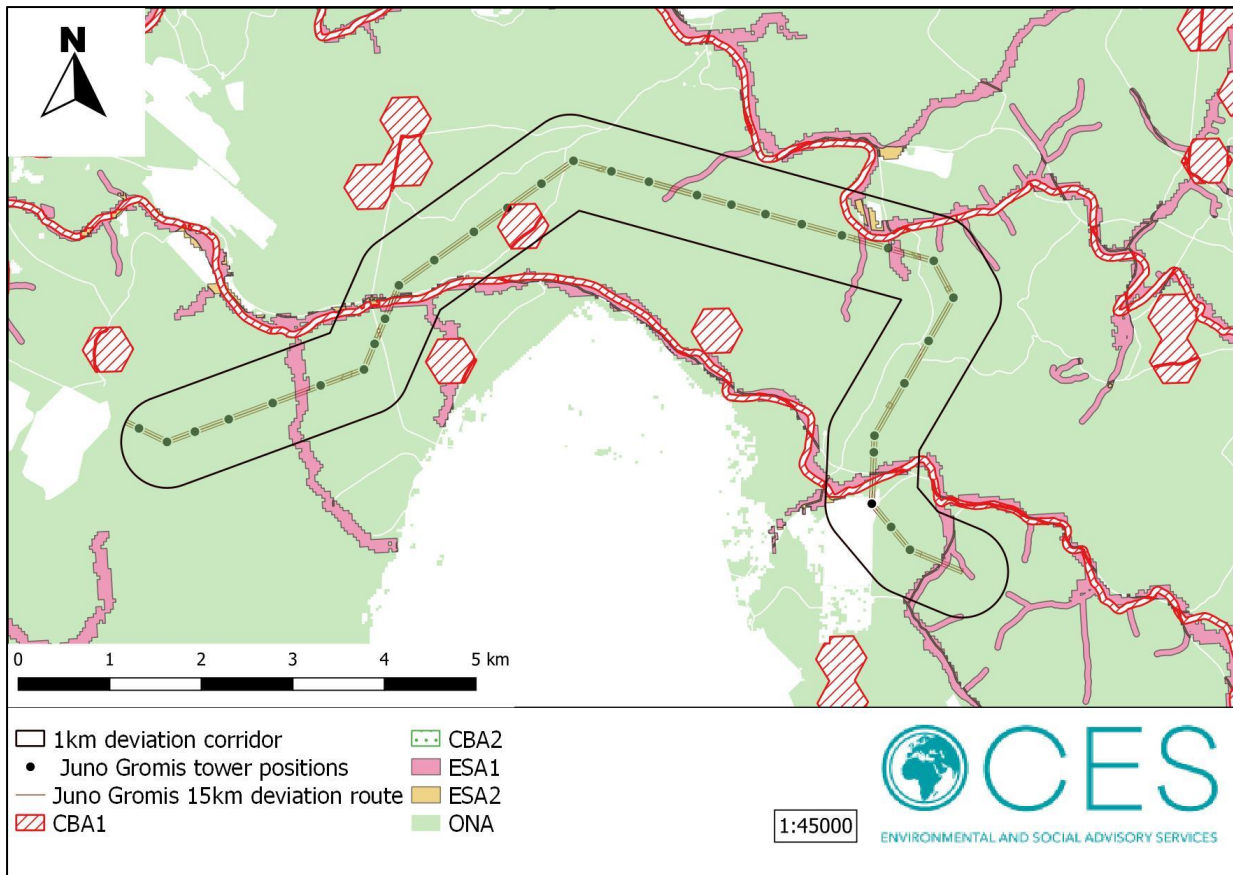 N
0 1 2 3 4 5 km
1km deviation corridor
Juno Gromis tower positions
Juno Gromis 15km deviation route
CBA1
CBA2
ESA1
ESA2
ONA
1:45000
CES
ENVIRONMENTAL AND SOCIAL ADVISORY SERVICES